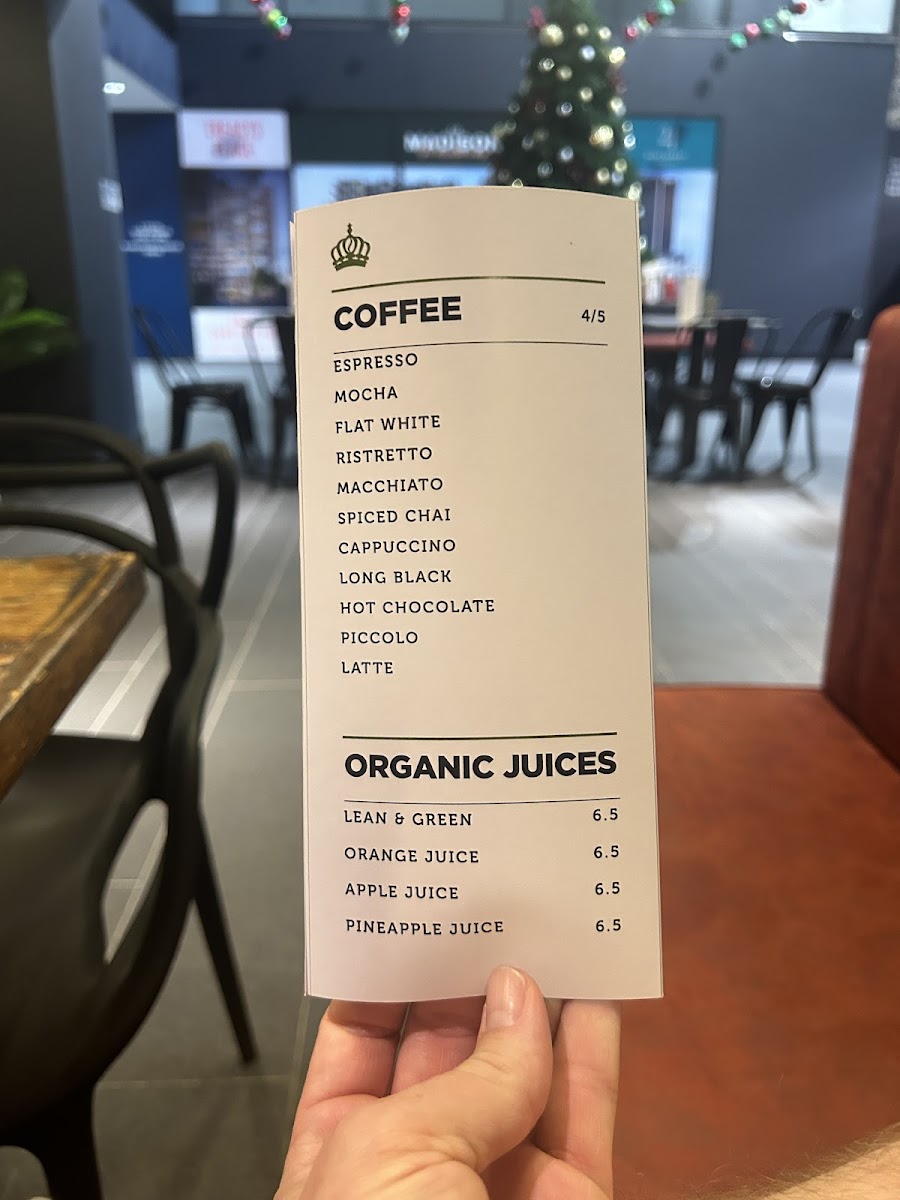 COFFEE 4/5
ESPRESSO
MOCHA
FLAT WHITE
RISTRETTO
MACCHIATO
SPICED CHAI
CAPPUCCINO
LONG BLACK
HOT CHOCOLATE
PICCOLO
LATTE
ORGANIC JUICES
LEAN & GREEN 6.5
ORANGE JUICE 6.5
APPLE JUICE 6.5
PINEAPPLE JUICE 6.5